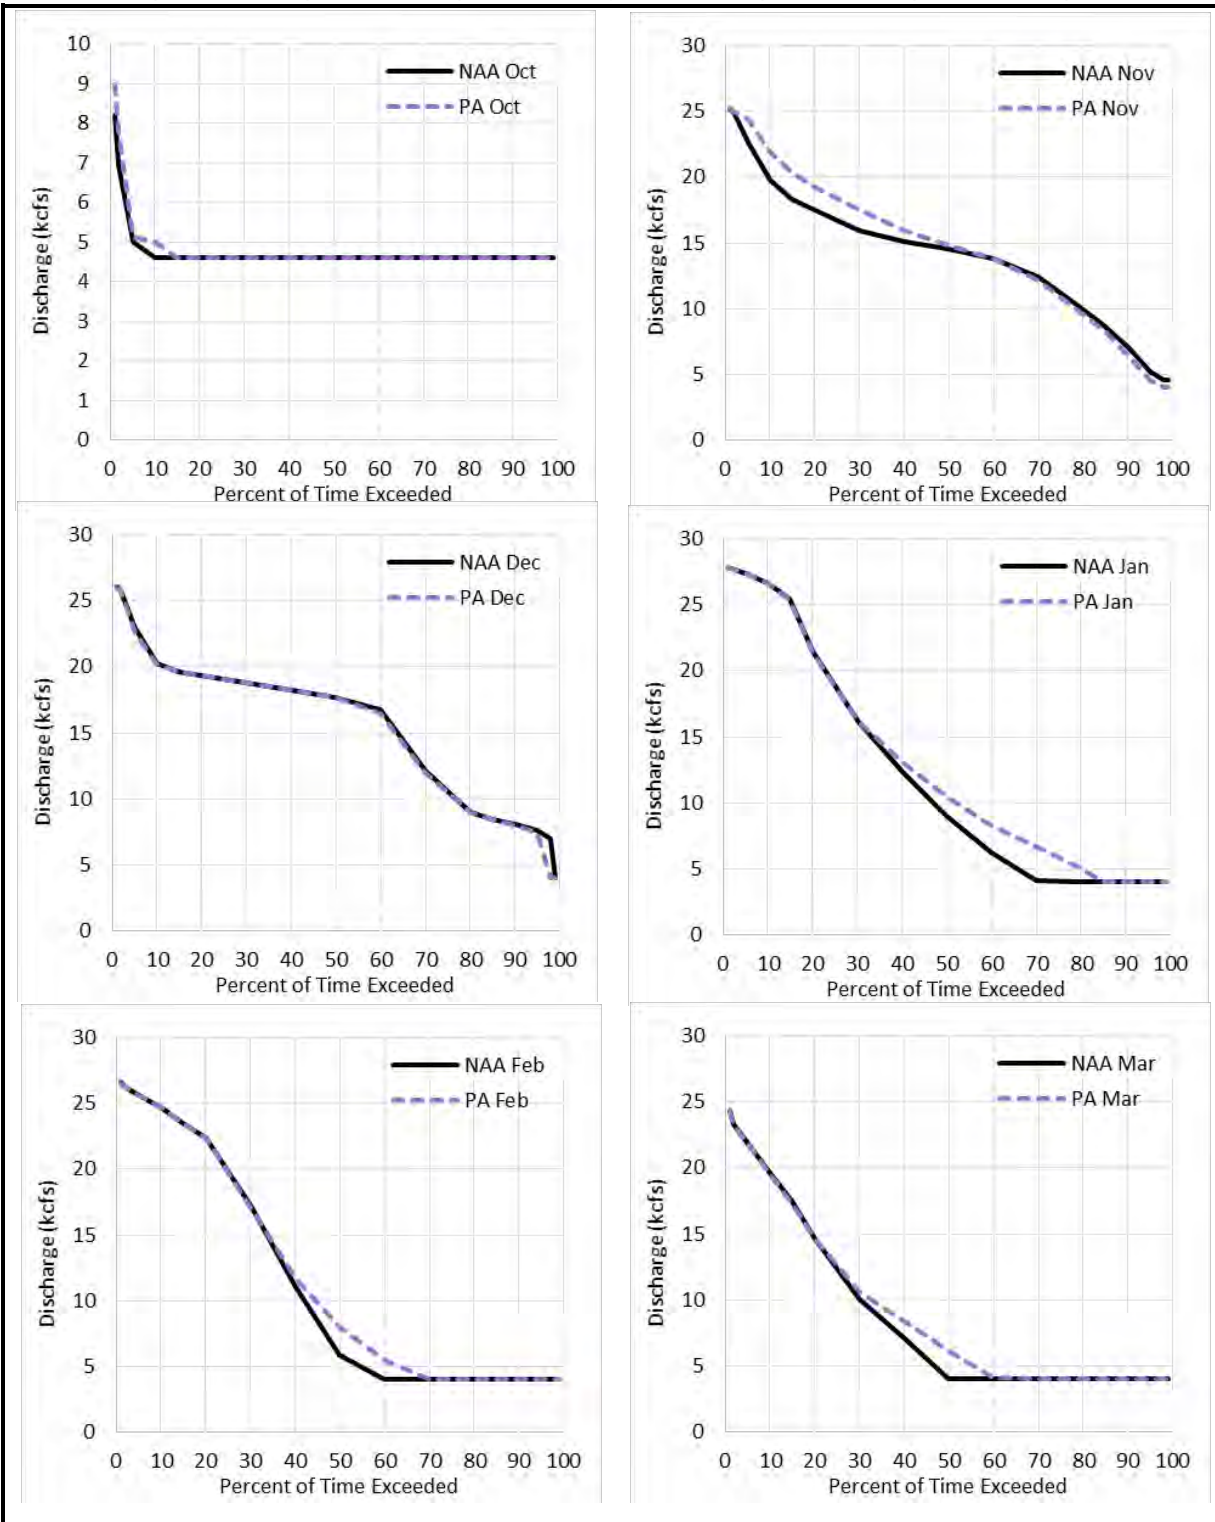 10
9
8
7
6
5
4
3
2
1
0
Discharge (kcfs)
NAA Oct
PA Oct
0 10 20 30 40 50 60 70 80 90 100
Percent of Time Exceeded
30
25
20
15
10
5
0
Discharge (kcfs)
NAA Nov
PA Nov
0 10 20 30 40 50 60 70 80 90 100
Percent of Time Exceeded
30
25
20
15
10
5
0
Discharge (kcfs)
NAA Dec
PA Dec
0 10 20 30 40 50 60 70 80 90 100
Percent of Time Exceeded
30
25
20
15
10
5
0
Discharge (kcfs)
NAA Jan
PA Jan
0 10 20 30 40 50 60 70 80 90 100
Percent of Time Exceeded
30
25
20
15
10
5
0
Discharge (kcfs)
NAA Feb
PA Feb
0 10 20 30 40 50 60 70 80 90 100
Percent of Time Exceeded
30
25
20
15
10
5
0
Discharge (kcfs)
NAA Mar
PA Mar
0 10 20 30 40 50 60 70 80 90 100
Percent of Time Exceeded